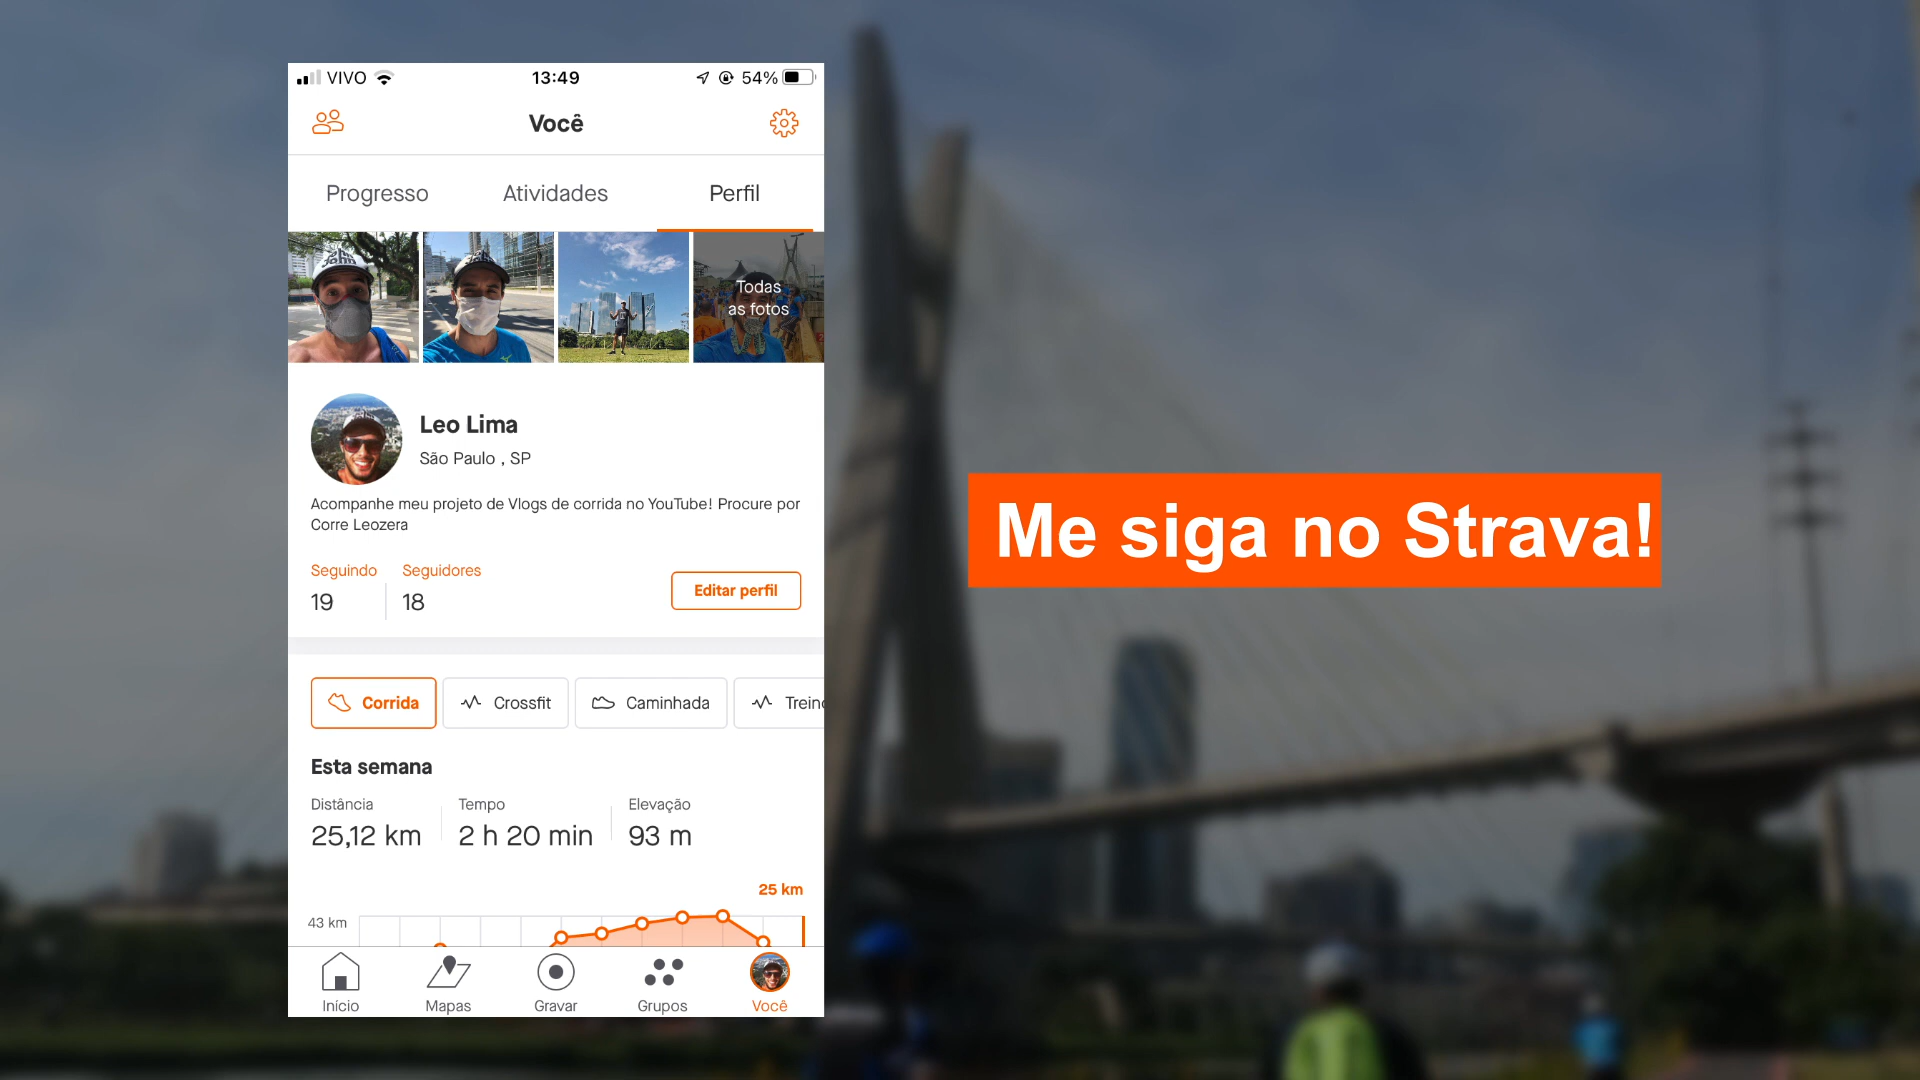 VIVO 13:49 54%
Você
Progresso Atividades Perfil
Todas
as fotos
Leo Lima
São Paulo , SP
Acompanhe meu projeto de Vlogs de corrida no YouTube! Procure por
Corre Leozera
Seguindo Seguidores
19 18
Editar perfil
Corrida Crossfit Caminhada Treino
Esta semana
Distância Tempo Elevação
25,12 km 2 h 20 min 93 m
25 km
43 km
Início Mapas Gravar Grupos Você
Me siga no Strava!